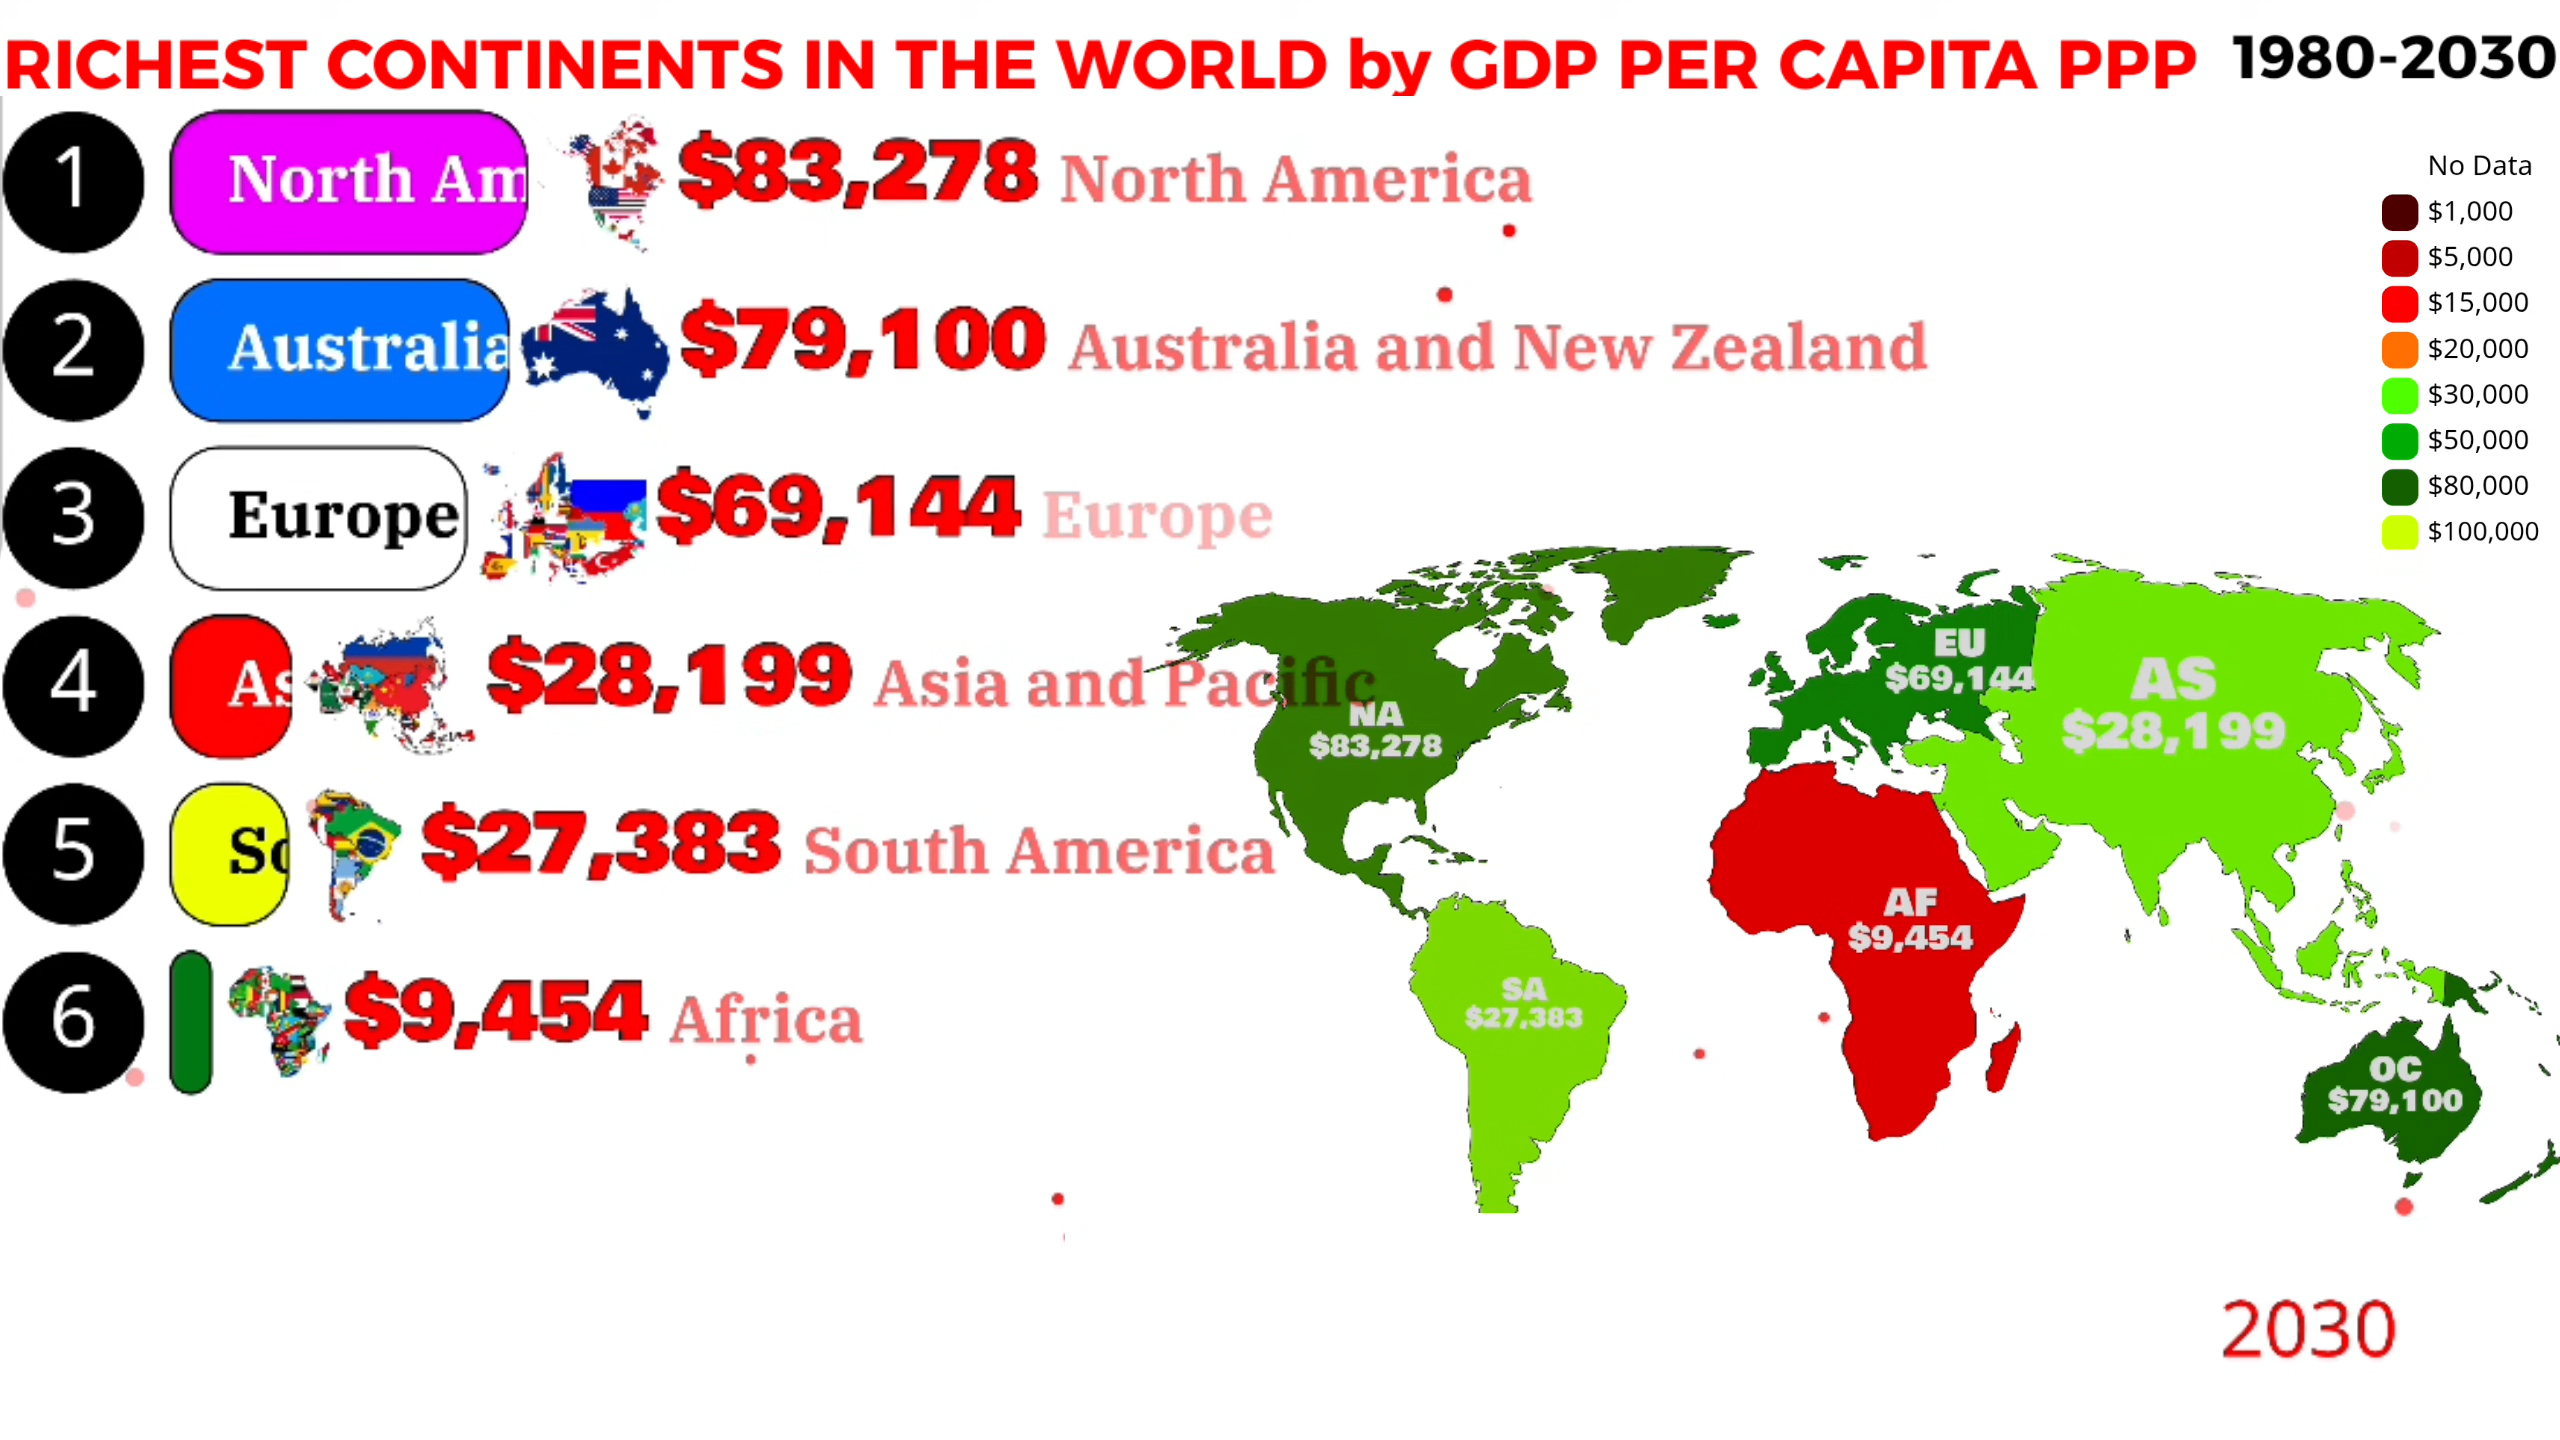 RICHEST CONTINENTS IN THE WORLD by GDP PER CAPITA PPP 1980-2030
1 North Am $83,278 North America
2 Australia $79,100 Australia and New Zealand
3 Europe $69,144 Europe
4 As $28,199 Asia and Pacific
5 So $27,383 South America
6 $9,454 Africa
No Data
$1,000
$5,000
$15,000
$20,000
$30,000
$50,000
$80,000
$100,000
NA
$83,278
EU
$69,144
AS
$28,199
AF
$9,454
SA
$27,383
OC
$79,100
2030